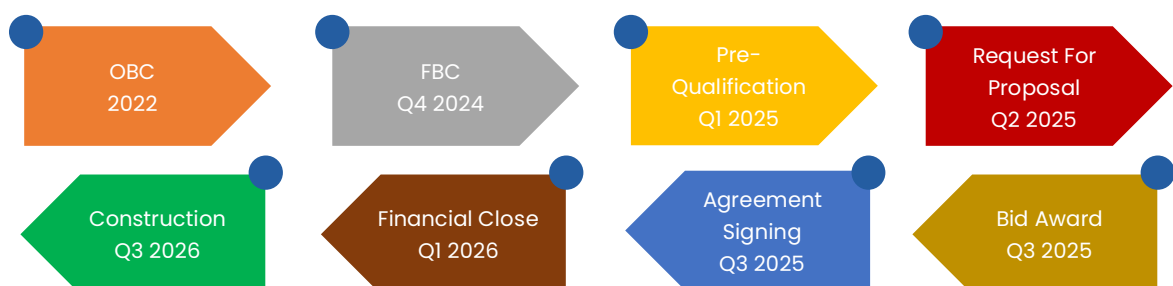 OBC
2022
FBC
Q4 2024
Pre-
Qualification
Q1 2025
Request For
Proposal
Q2 2025
Construction
Q3 2026
Financial Close
Q1 2026
Agreement
Signing
Q3 2025
Bid Award
Q3 2025